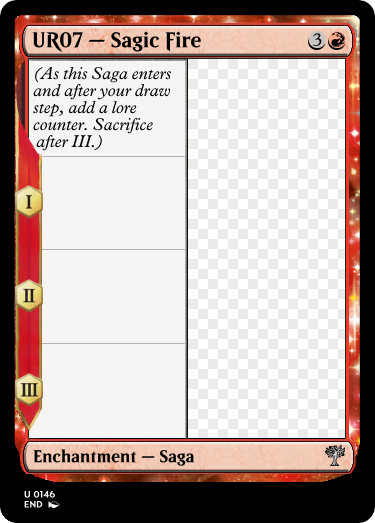 UR07 — Sagic Fire 3
(As this Saga enters
and after your draw
step, add a lore
counter. Sacrifice
after III.)
I
II
III
Enchantment — Saga
U 0146
END